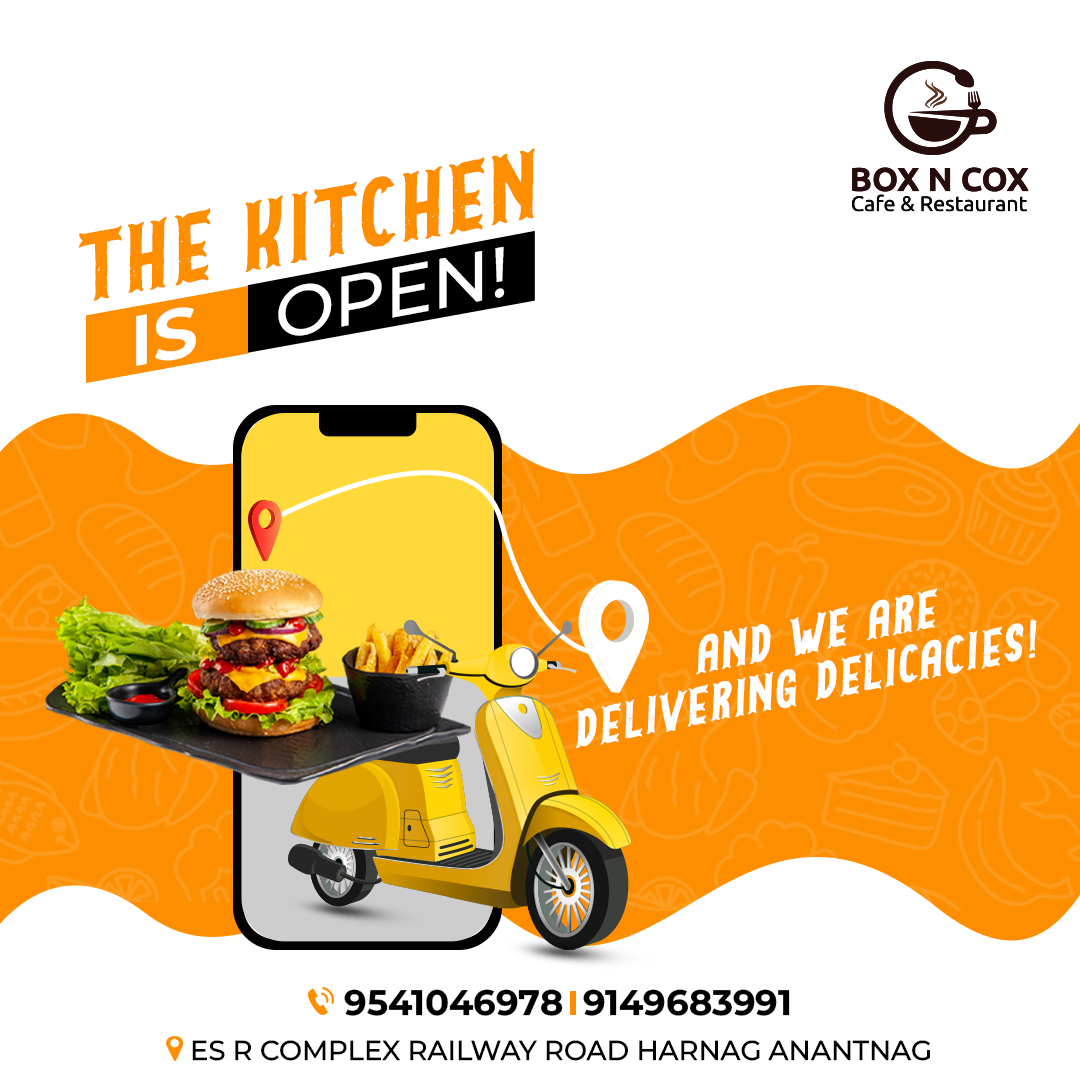 BOX N COX
Cafe & Restaurant
THE KITCHEN
IS OPEN!
AND WE ARE
DELIVERING DELICACIES!
9541046978 | 9149683991
ES R COMPLEX RAILWAY ROAD HARNAG ANANTNAG